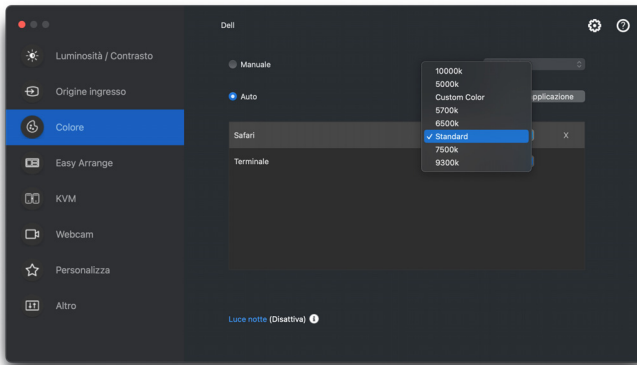 Dell
Luminosità / Contrasto
Origine ingresso
Colore
Easy Arrange
KVM
Webcam
Personalizza
Altro
Manuale
Auto
applicazione
Safari
X
Terminale
10000k
5000k
Custom Color
5700k
6500k
✓ Standard
7500k
9300k
Luce notte (Disattiva)